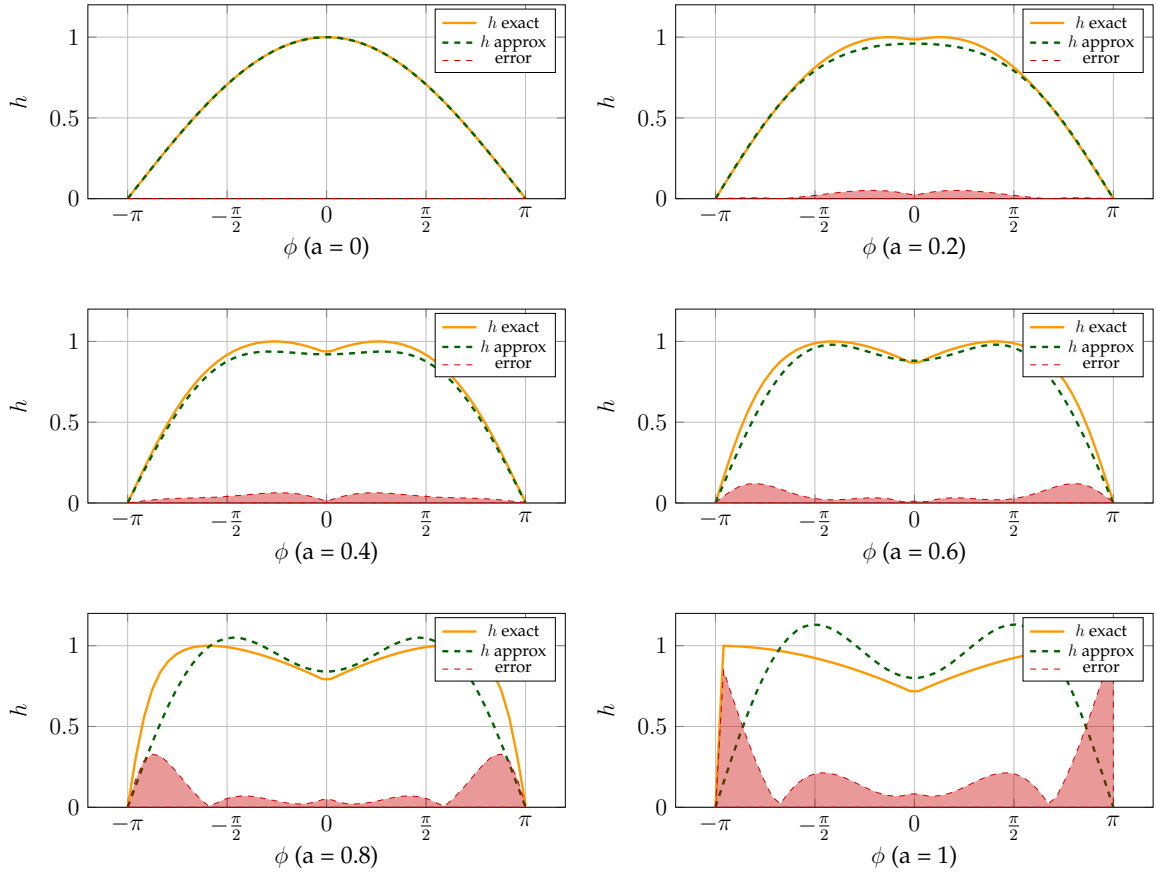 h exact
h approx
error
1
0.5
0
h
−π
−π/2
0
π/2
π
ϕ (a = 0)
h exact
h approx
error
1
0.5
0
h
−π
−π/2
0
π/2
π
ϕ (a = 0.2)
h exact
h approx
error
1
0.5
0
h
−π
−π/2
0
π/2
π
ϕ (a = 0.4)
h exact
h approx
error
1
0.5
0
h
−π
−π/2
0
π/2
π
ϕ (a = 0.6)
h exact
h approx
error
1
0.5
0
h
−π
−π/2
0
π/2
π
ϕ (a = 0.8)
h exact
h approx
error
1
0.5
0
h
−π
−π/2
0
π/2
π
ϕ (a = 1)